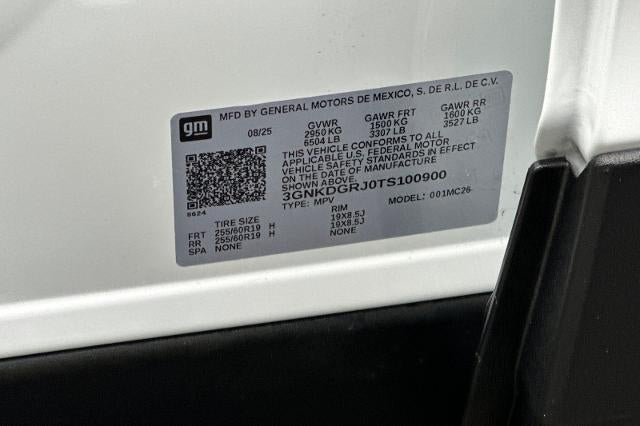 MFD BY GENERAL MOTORS DE MEXICO, S. DE R.L. DE C.V.
gm
08/25 GVWR GAWR FRT GAWR RR
2950 KG 1500 KG 1600 KG
6504 LB 3307 LB 3527 LB
THIS VEHICLE CONFORMS TO ALL
APPLICABLE U.S. FEDERAL MOTOR
VEHICLE SAFETY STANDARDS IN EFFECT
ON THE DATE OF MANUFACTURE
SHOWN ABOVE.
3GNKDGRJ0TS100900
TYPE: MPV MODEL: 001MC26
5624
TIRE SIZE RIM
FRT 255/60R19 H 19X8.5J
RR 255/60R19 H 19X8.5J
SPA NONE NONE